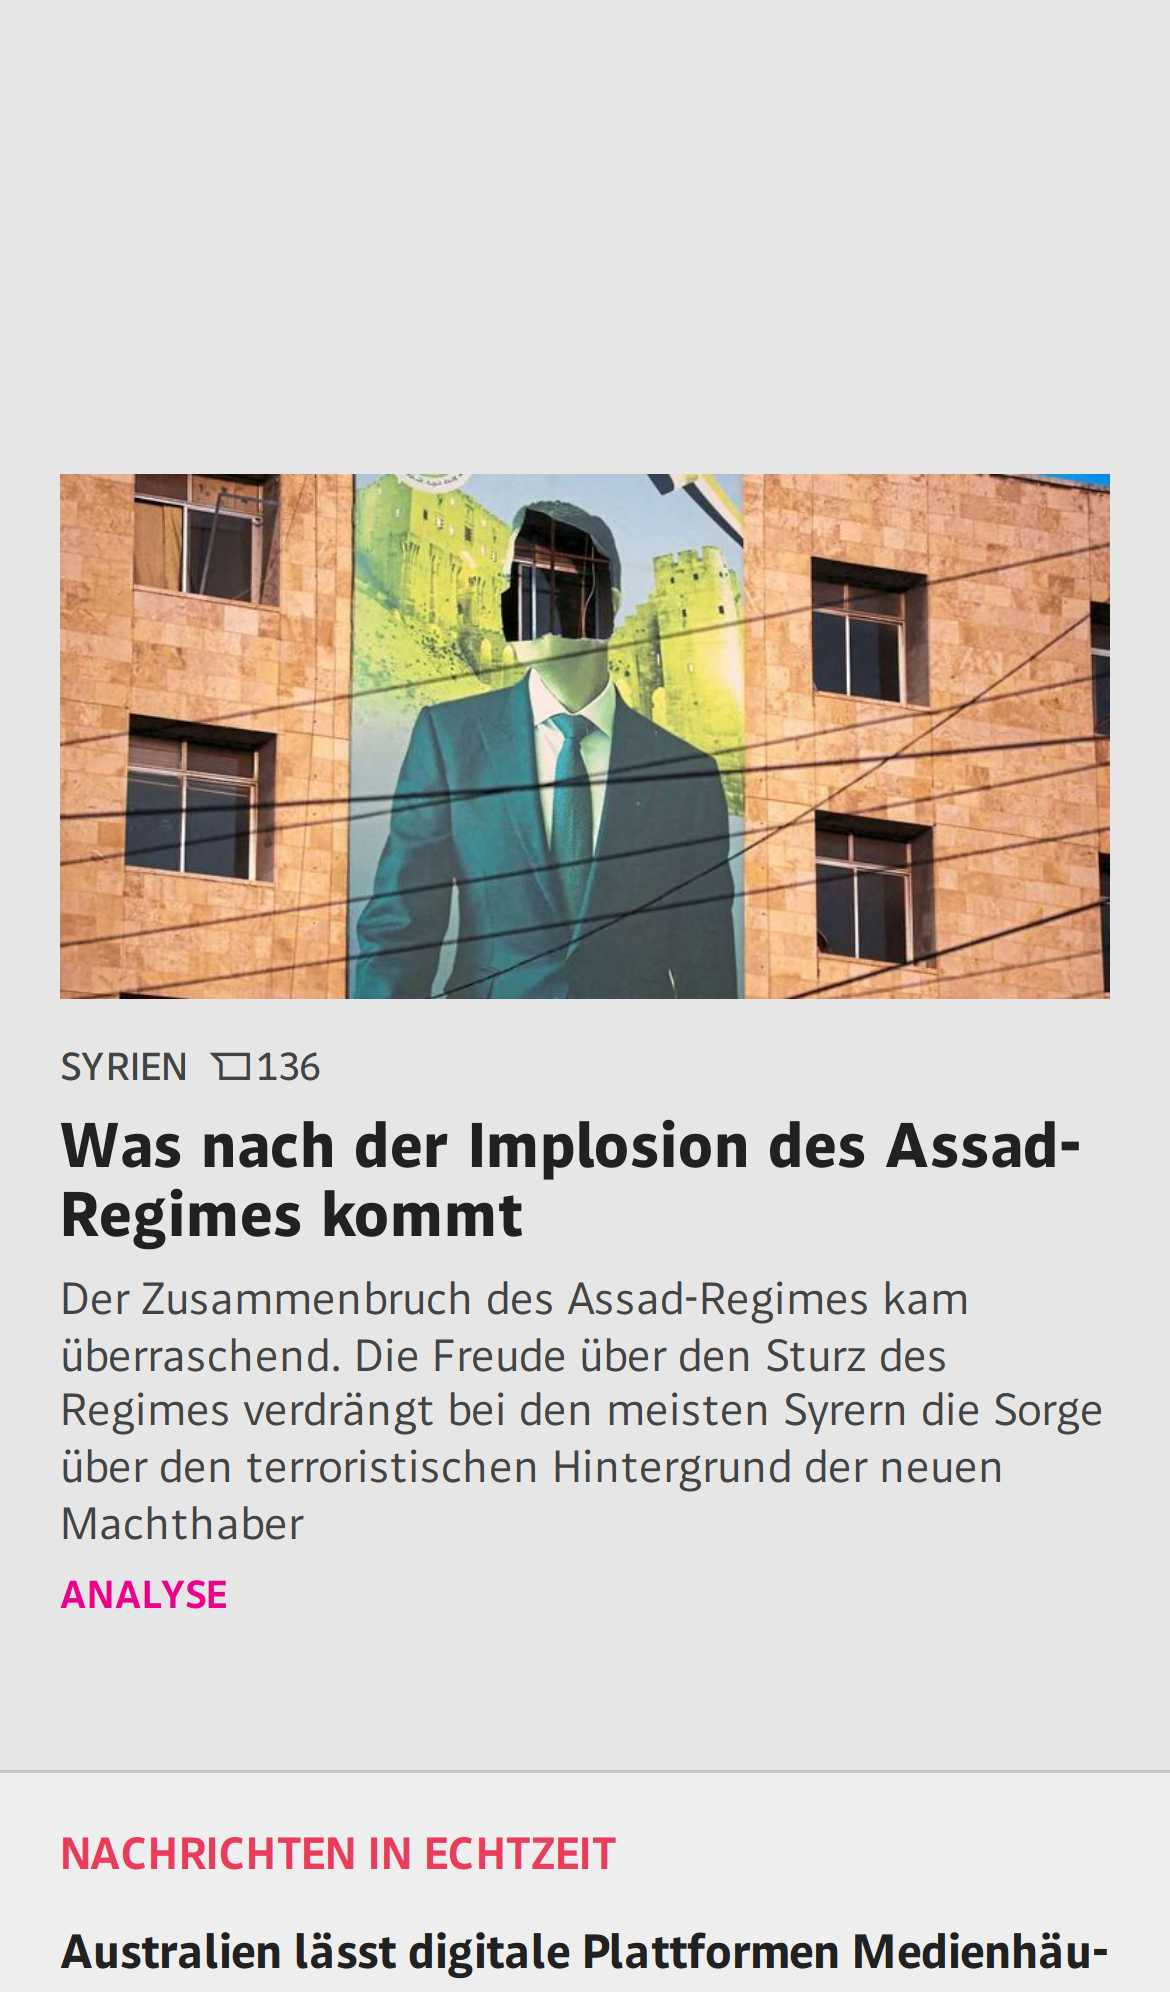 SYRIEN 136
Was nach der Implosion des Assad-
Regimes kommt
Der Zusammenbruch des Assad-Regimes kam
überraschend. Die Freude über den Sturz des
Regimes verdrängt bei den meisten Syrern die Sorge
über den terroristischen Hintergrund der neuen
Machthaber
ANALYSE
NACHRICHTEN IN ECHTZEIT
Australien lässt digitale Plattformen Medienhäu-